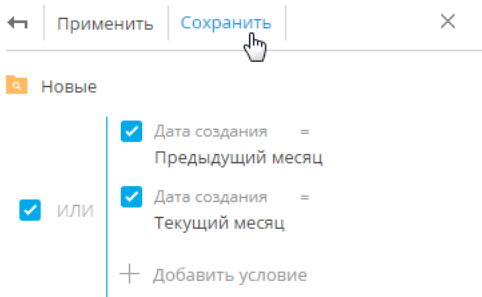 Применить Сохранить
Новые
Дата создания =
Предыдущий месяц
Дата создания =
Текущий месяц
ИЛИ
Добавить условие